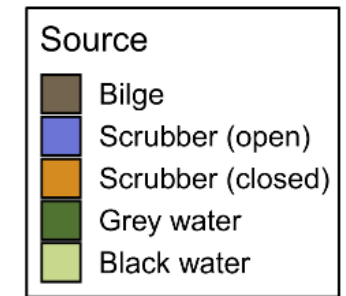 Source
Bilge
Scrubber (open)
Scrubber (closed)
Grey water
Black water